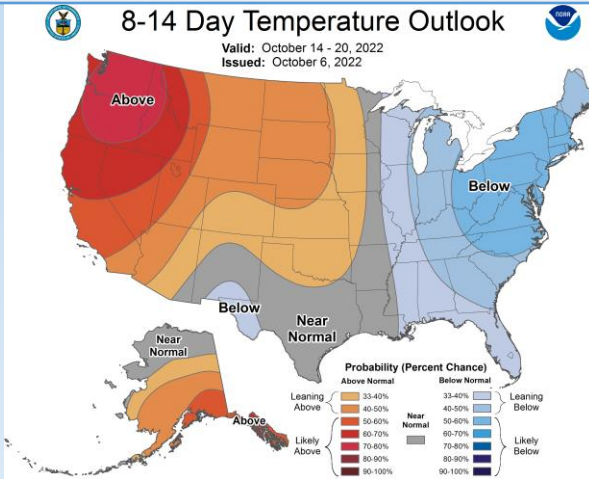 8-14 Day Temperature Outlook
NOAA
Valid: October 14 - 20, 2022
Issued: October 6, 2022
Above
Below
Below
Near
Normal
Near
Normal
Above
Probability (Percent Chance)
Above Normal
Below Normal
Leaning
Above
Likely
Above
33-40%
40-50%
50-60%
60-70%
70-80%
80-90%
90-100%
Near
Normal
33-40%
40-50%
50-60%
60-70%
70-80%
80-90%
90-100%
Leaning
Below
Likely
Below